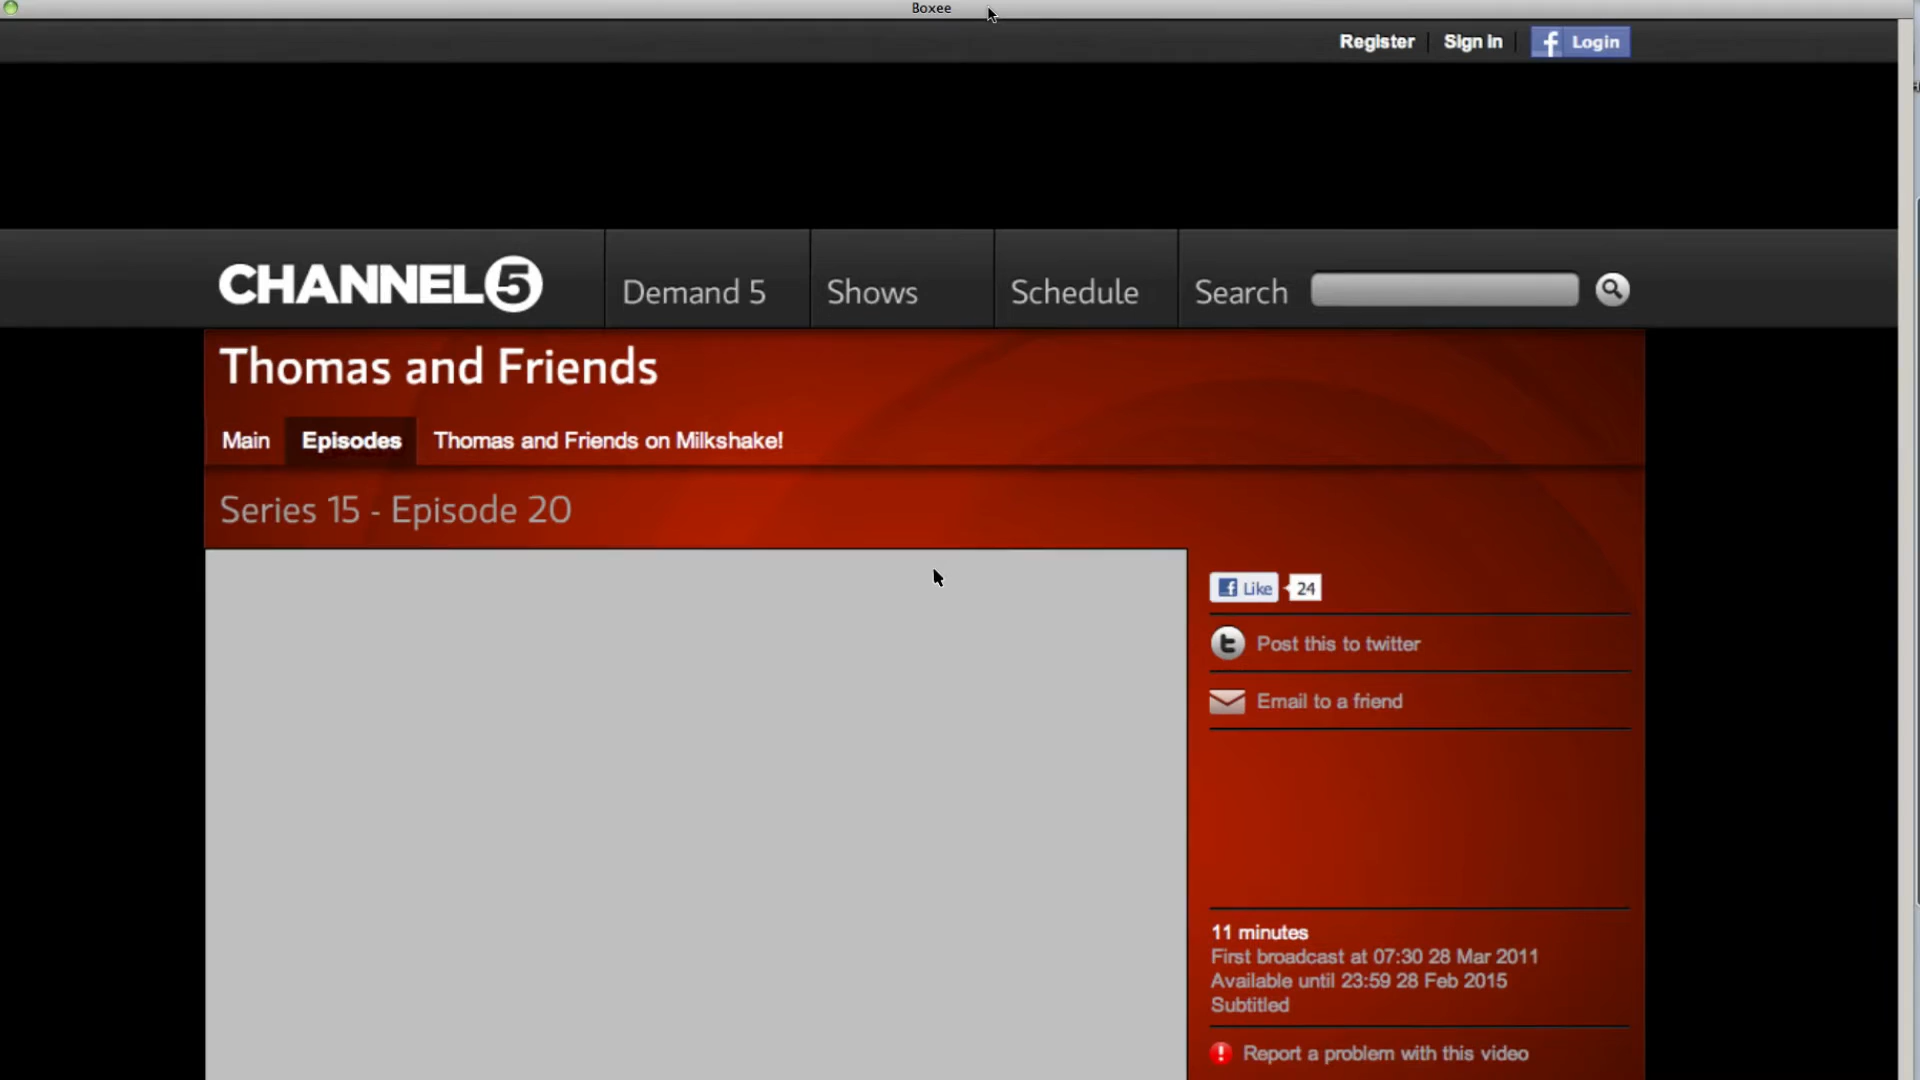 Boxee
Register
Sign In
f Login
CHANNEL 5
Demand 5
Shows
Schedule
Search
Thomas and Friends
Main
Episodes
Thomas and Friends on Milkshake!
Series 15 - Episode 20
f Like 24
t Post this to twitter
Email to a friend
11 minutes
First broadcast at 07:30 28 Mar 2011
Available until 23:59 28 Feb 2015
Subtitled
! Report a problem with this video